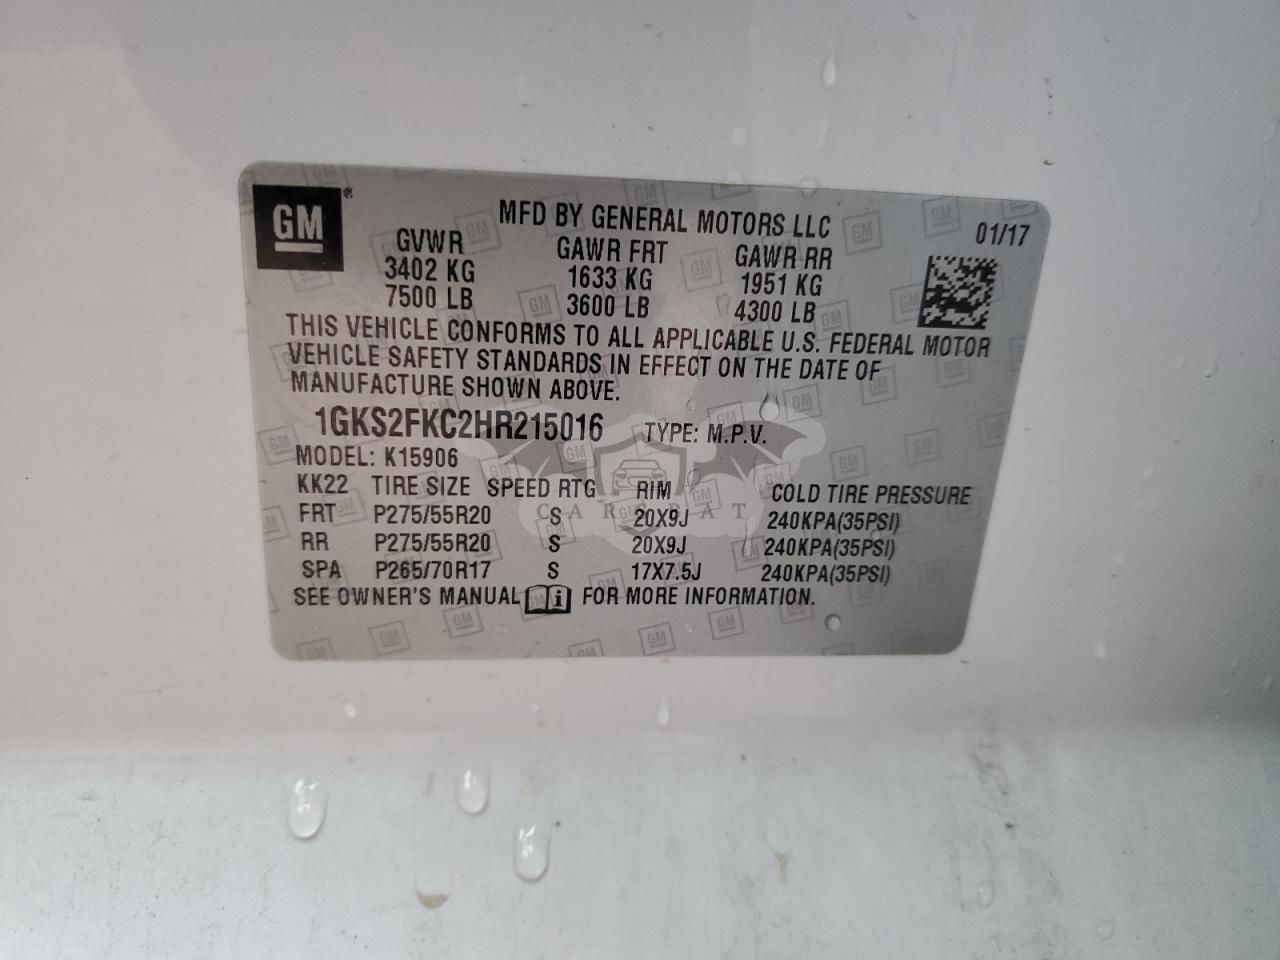 GM ®
MFD BY GENERAL MOTORS LLC
01/17
GVWR GAWR FRT GAWR RR
3402 KG 1633 KG 1951 KG
7500 LB 3600 LB 4300 LB
THIS VEHICLE CONFORMS TO ALL APPLICABLE U.S. FEDERAL MOTOR
VEHICLE SAFETY STANDARDS IN EFFECT ON THE DATE OF
MANUFACTURE SHOWN ABOVE.
1GKS2FKC2HR215016 TYPE: M.P.V.
MODEL: K15906
KK22 TIRE SIZE SPEED RTG RIM COLD TIRE PRESSURE
FRT P275/55R20 S 20X9J 240KPA(35PSI)
RR P275/55R20 S 20X9J 240KPA(35PSI)
SPA P265/70R17 S 17X7.5J 240KPA(35PSI)
SEE OWNER'S MANUAL i FOR MORE INFORMATION.